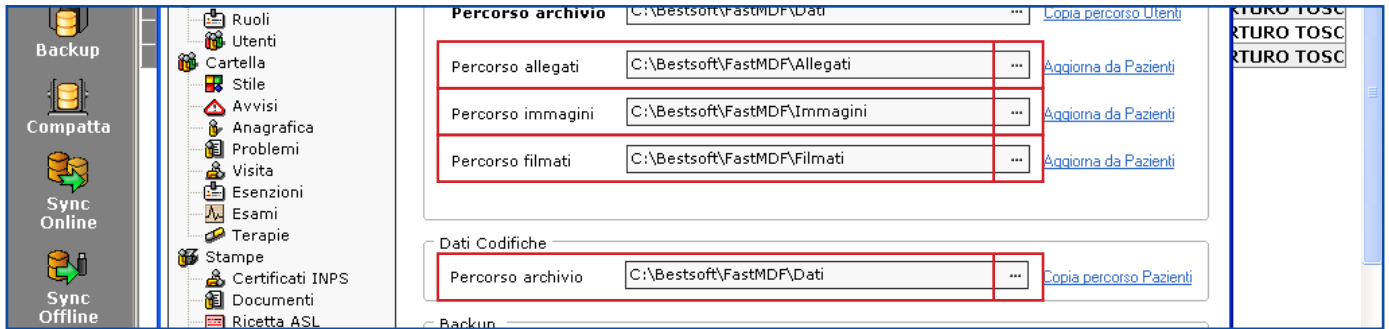 Backup
Compatta
Sync
Online
Sync
Offline
Ruoli
Utenti
Cartella
Stile
Avvisi
Anagrafica
Problemi
Visita
Esenzioni
Esami
Terapie
Stampe
Certificati INPS
Documenti
Ricetta ASL
Percorso archivio C:\Bestsoft\FastMDF\Dati ... Copia percorso Utenti
Percorso allegati C:\Bestsoft\FastMDF\Allegati ... Aggiorna da Pazienti
Percorso immagini C:\Bestsoft\FastMDF\Immagini ... Aggiorna da Pazienti
Percorso filmati C:\Bestsoft\FastMDF\Filmati ... Aggiorna da Pazienti
Dati Codifiche
Percorso archivio C:\Bestsoft\FastMDF\Dati ... Copia percorso Pazienti
Backup
RTURO TOSC
RTURO TOSC
RTURO TOSC